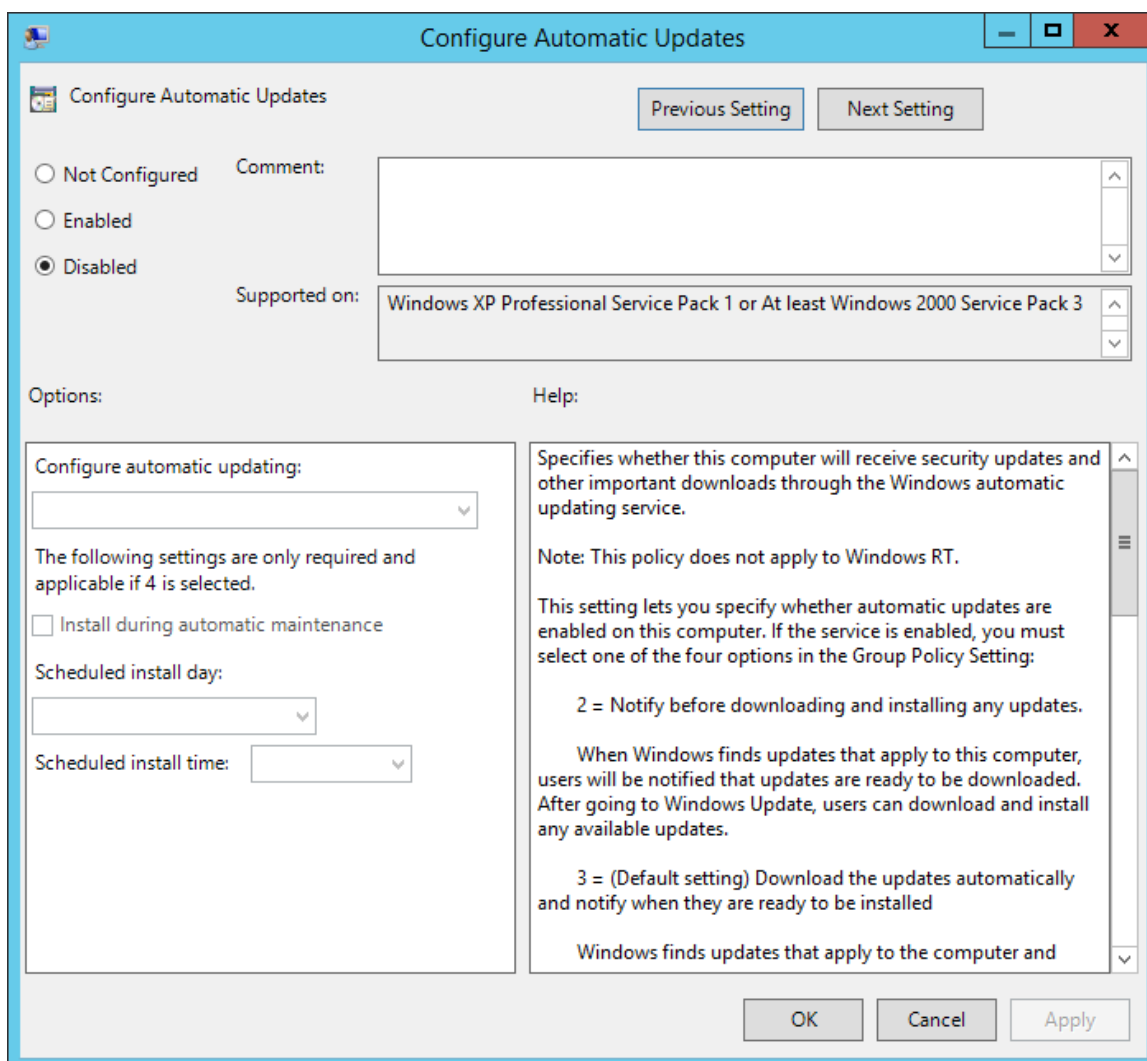 Configure Automatic Updates
Configure Automatic Updates
Previous Setting
Next Setting
Not Configured
Enabled
Disabled
Comment:
Supported on:
Windows XP Professional Service Pack 1 or At least Windows 2000 Service Pack 3
Options:
Help:
Configure automatic updating:
The following settings are only required and
applicable if 4 is selected.
Install during automatic maintenance
Scheduled install day:
Scheduled install time:
Specifies whether this computer will receive security updates and
other important downloads through the Windows automatic
updating service.
Note: This policy does not apply to Windows RT.
This setting lets you specify whether automatic updates are
enabled on this computer. If the service is enabled, you must
select one of the four options in the Group Policy Setting:
2 = Notify before downloading and installing any updates.
When Windows finds updates that apply to this computer,
users will be notified that updates are ready to be downloaded.
After going to Windows Update, users can download and install
any available updates.
3 = (Default setting) Download the updates automatically
and notify when they are ready to be installed
Windows finds updates that apply to the computer and
OK
Cancel
Apply